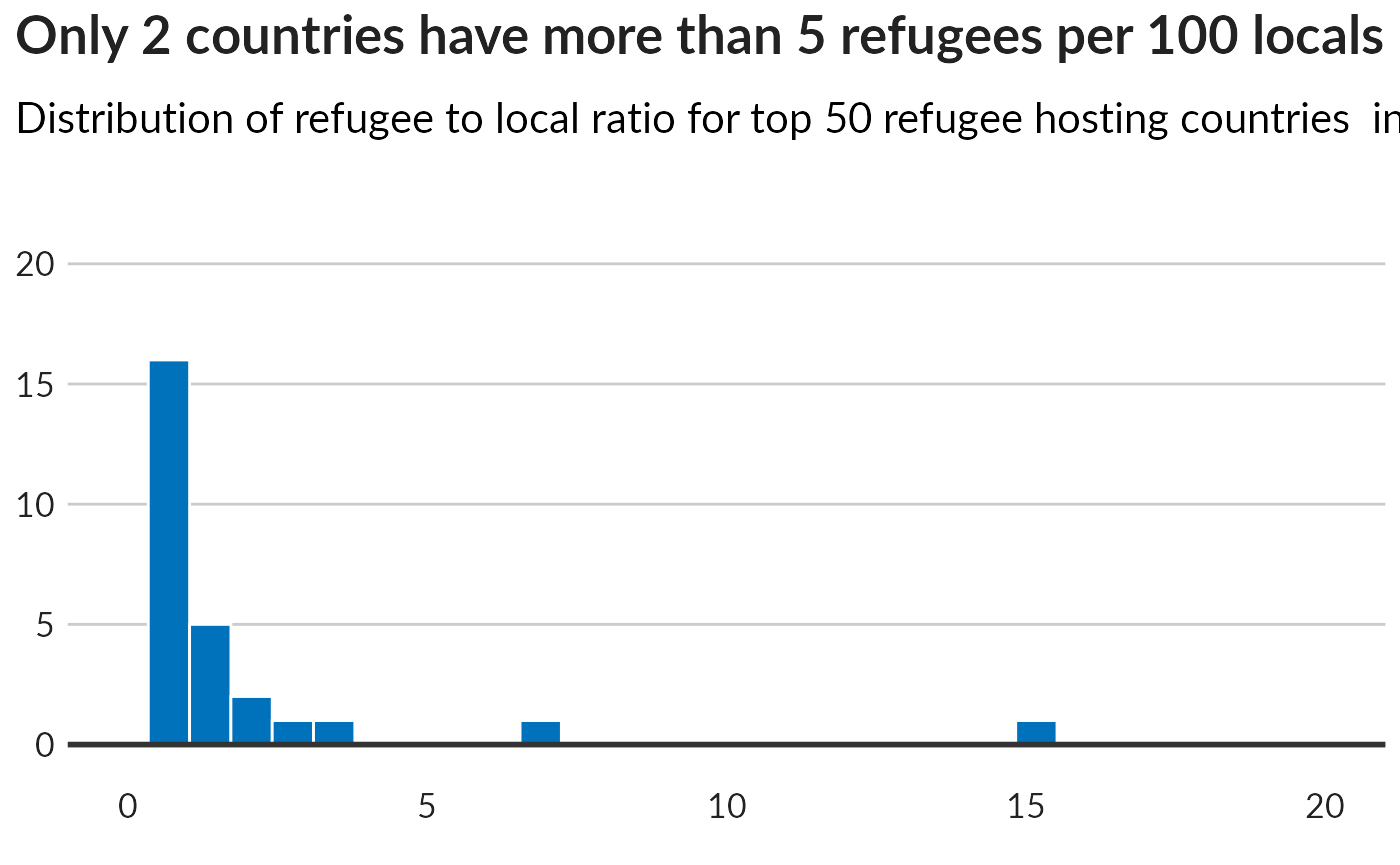 Only 2 countries have more than 5 refugees per 100 locals
Distribution of refugee to local ratio for top 50 refugee hosting countries in
20
15
10
5
0
0 5 10 15 20